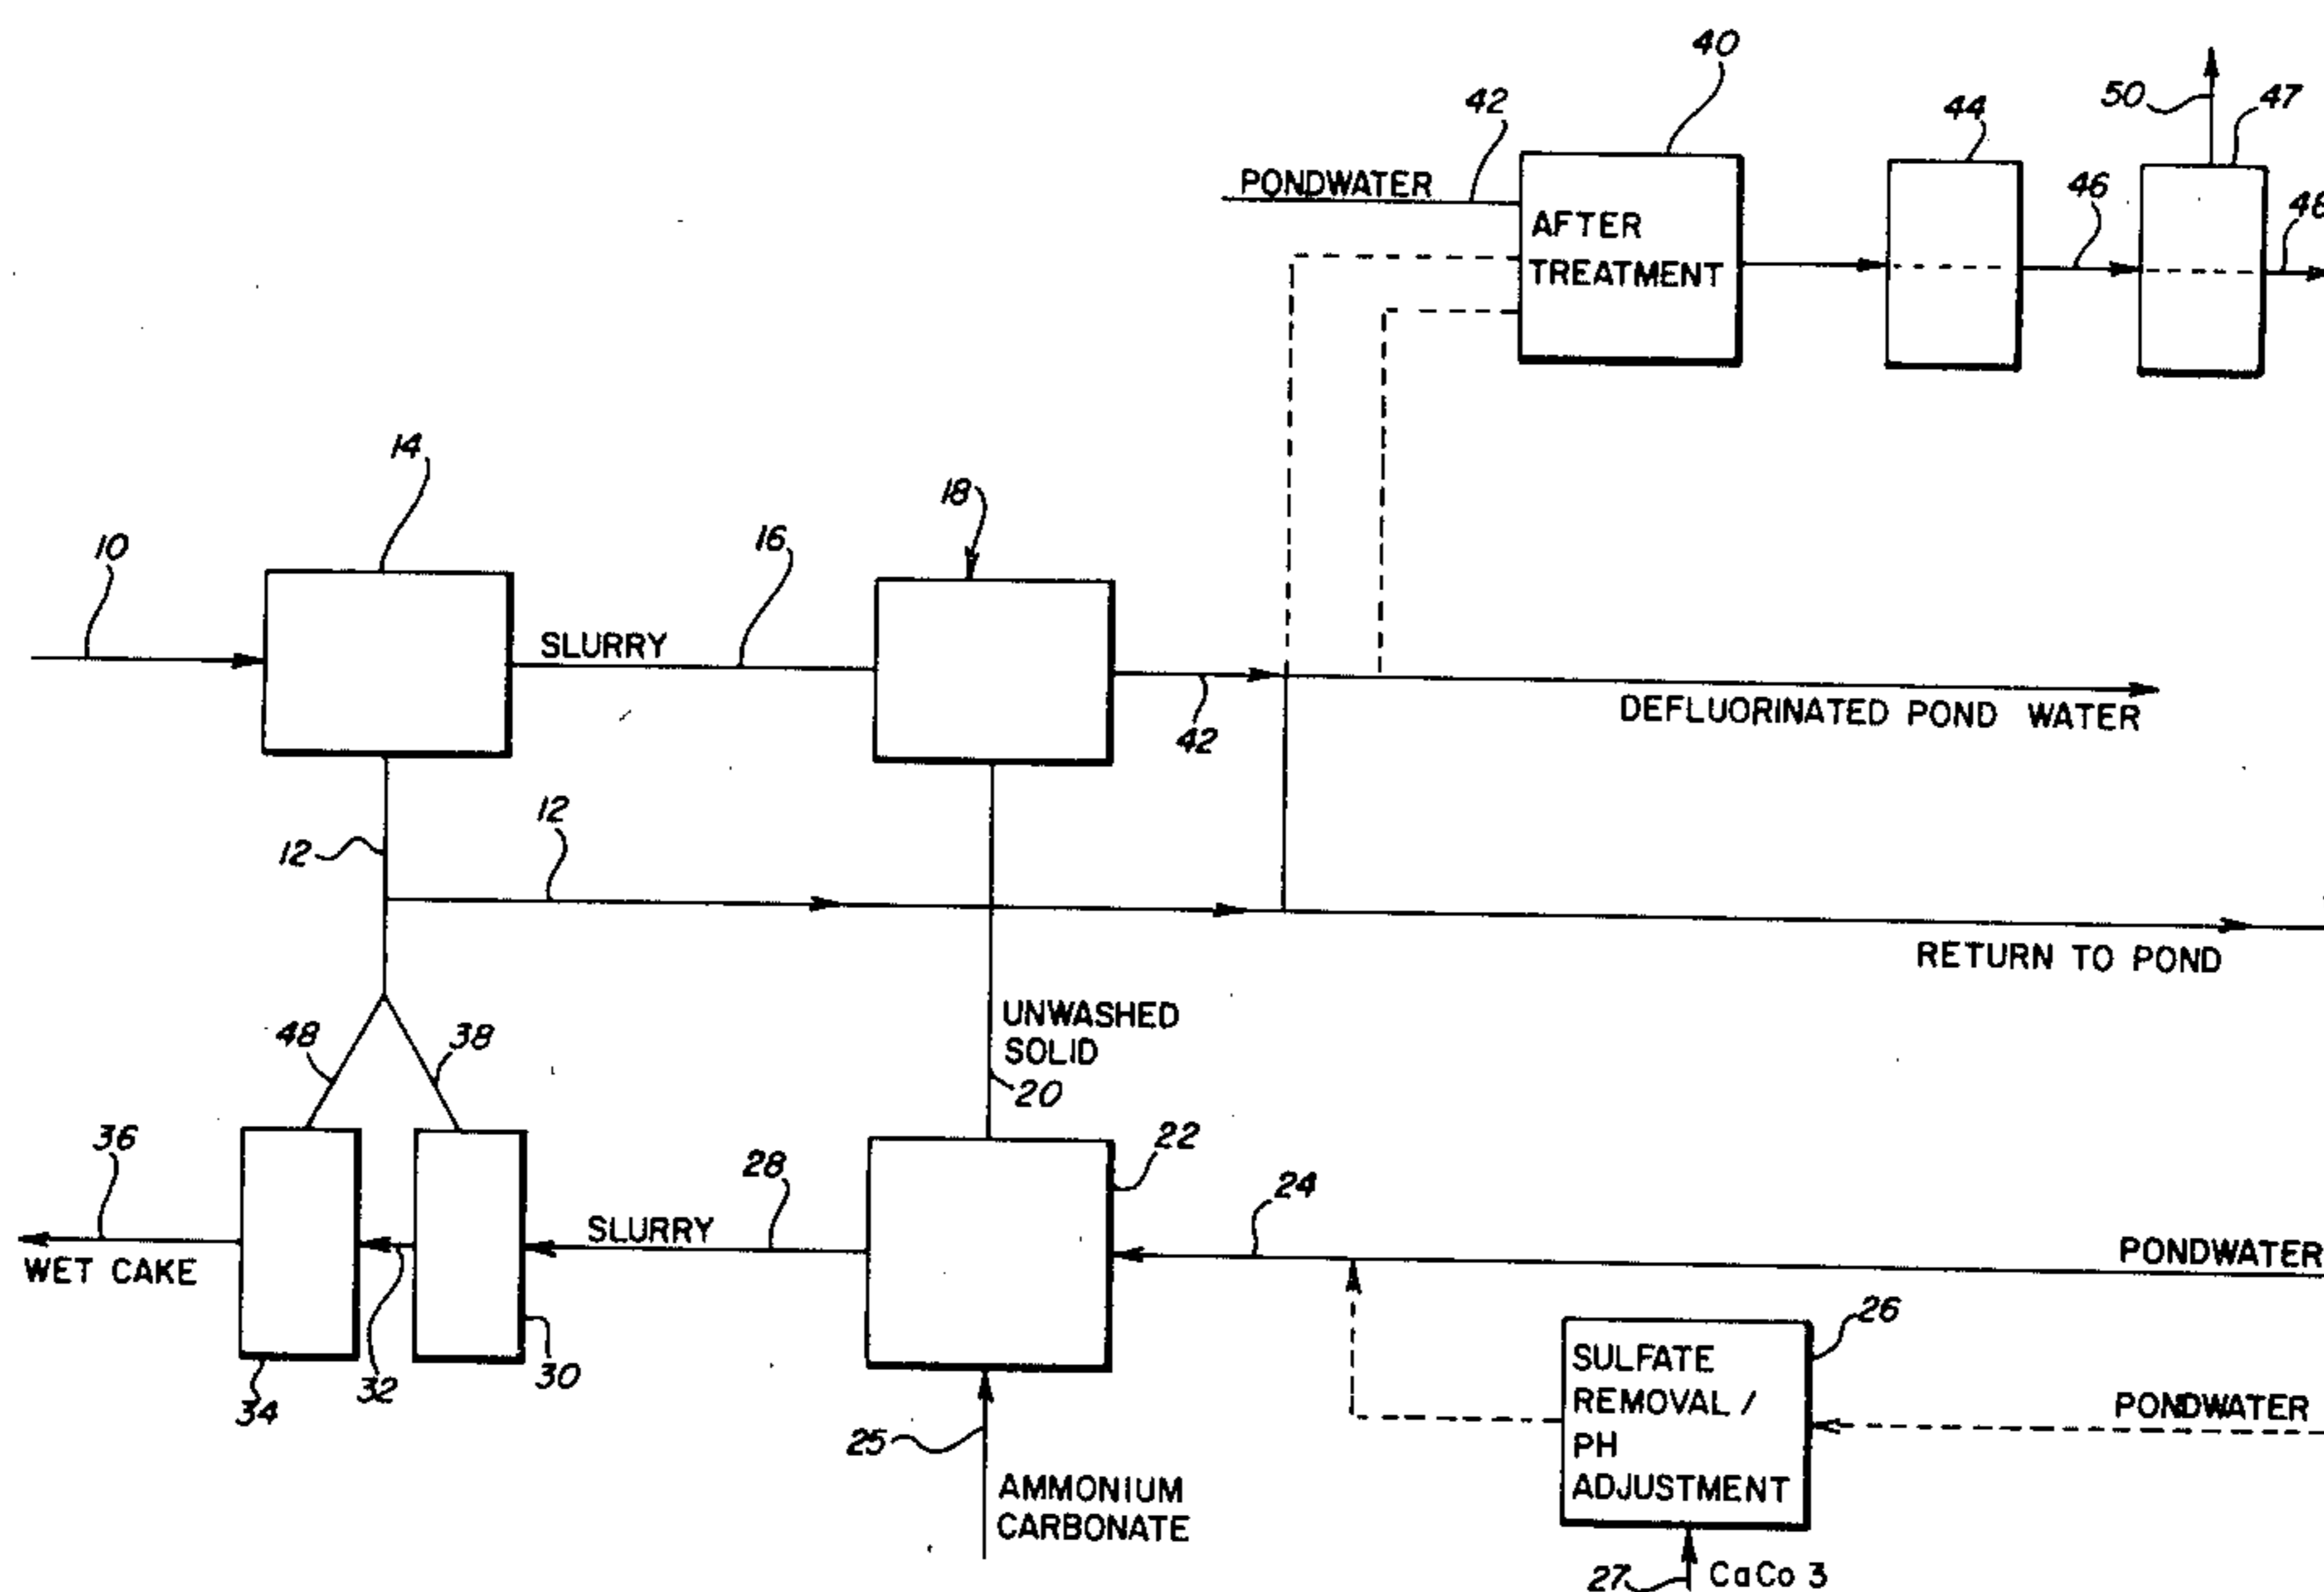 40
50
47
42
44
PONDWATER
46
48
AFTER
TREATMENT
14
18
10
16
SLURRY
42
DEFLUORINATED POND WATER
12
12
RETURN TO POND
UNWASHED
SOLID
20
48
38
36
28
22
24
SLURRY
PONDWATER
WET CAKE
26
SULFATE
REMOVAL/
PH
ADJUSTMENT
PONDWATER
30
32
34
25
AMMONIUM
CARBONATE
27
CaCo 3